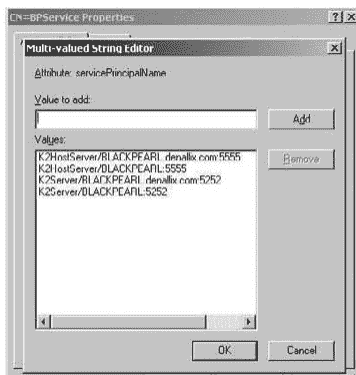 CN=BPService Properties
Multi-valued String Editor
Attribute: servicePrincipalName
Value to add:
Add
Values:
Remove
K2HostServer/BLACKPEARL.denallix.com:5555
K2HostServer/BLACKPEARL:5555
K2Server/BLACKPEARL.denallix.com:5252
K2Server/BLACKPEARL:5252
OK
Cancel